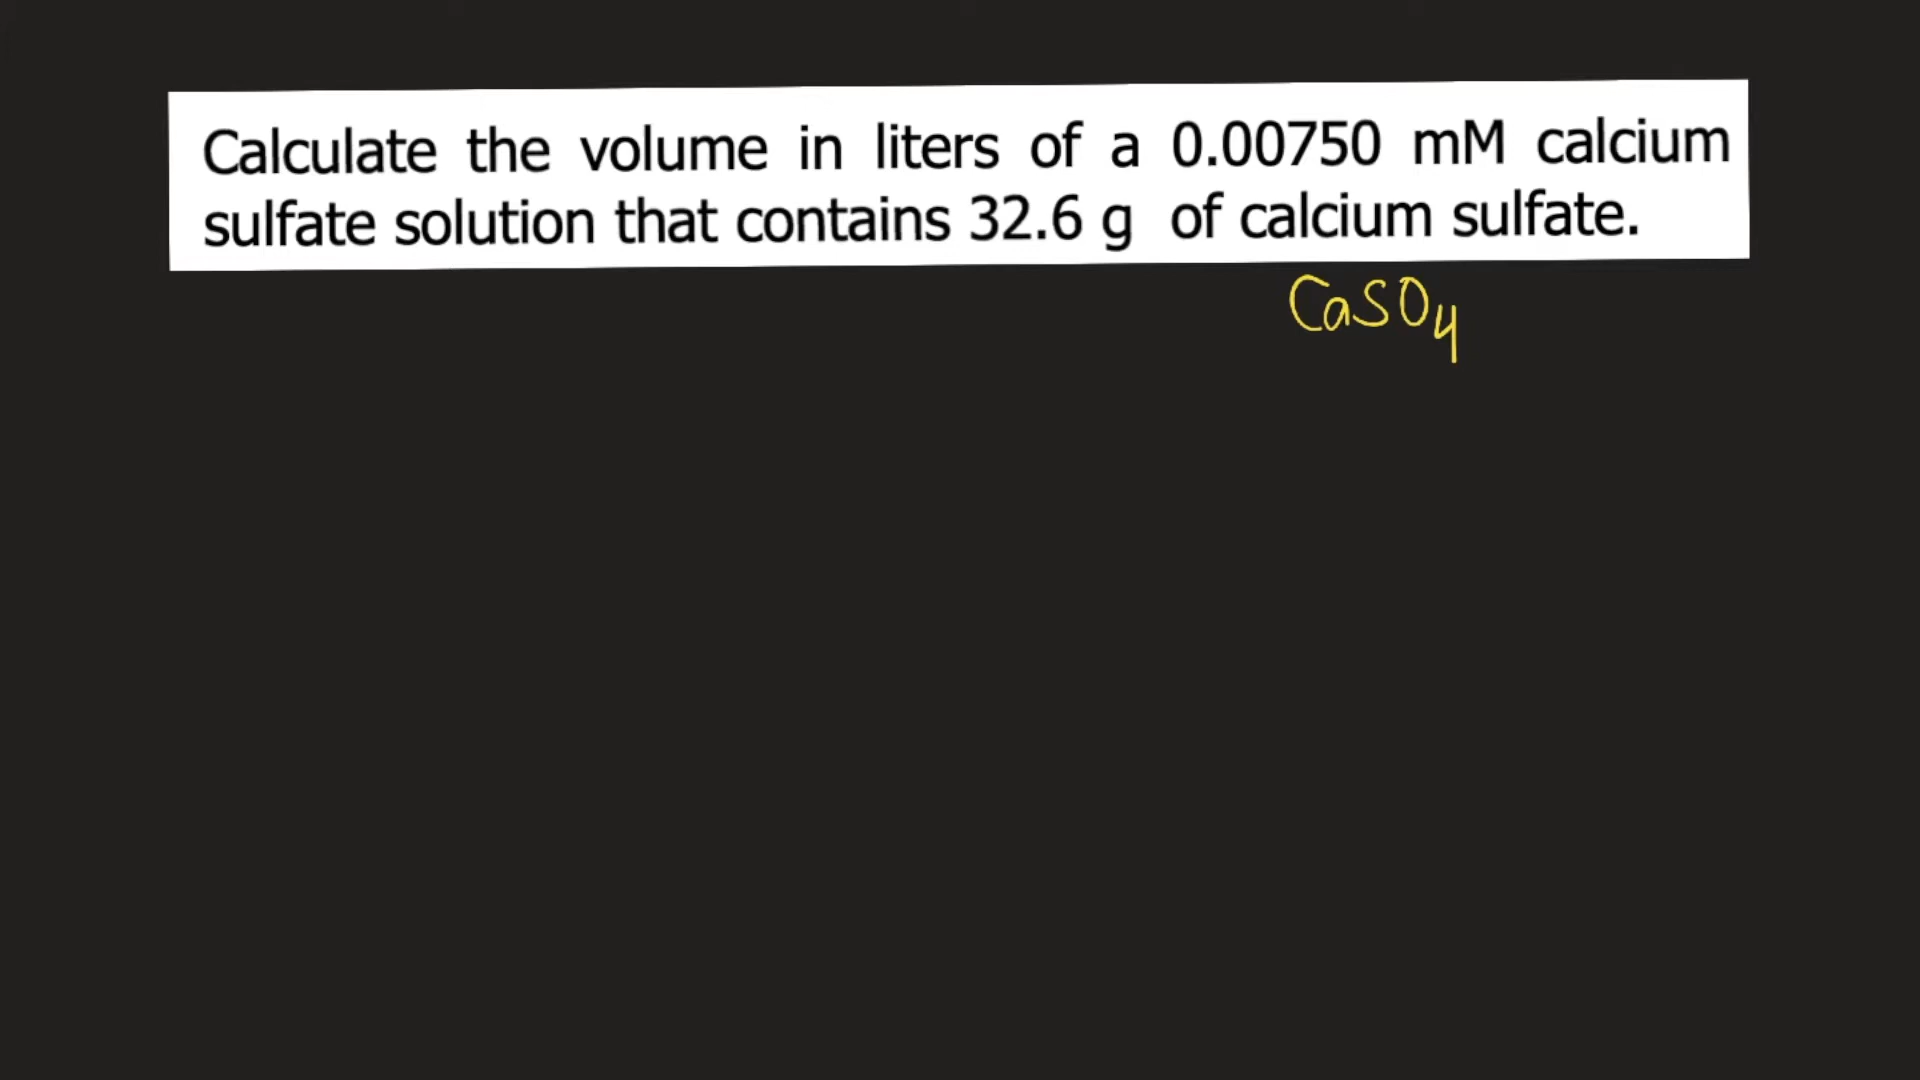 Calculate the volume in liters of a 0.00750 mM calcium
sulfate solution that contains 32.6 g of calcium sulfate.
CaSO4